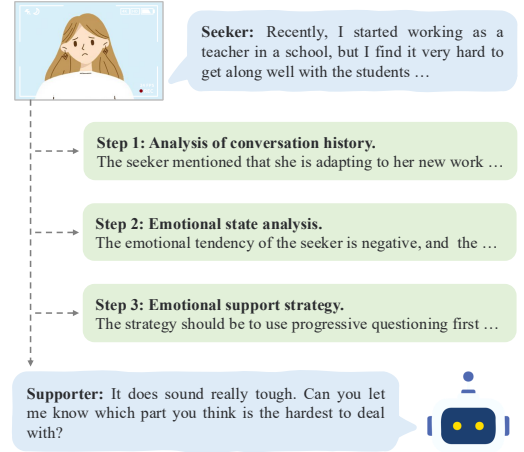 Seeker: Recently, I started working as a
teacher in a school, but I find it very hard to
get along well with the students …
Step 1: Analysis of conversation history.
The seeker mentioned that she is adapting to her new work …
Step 2: Emotional state analysis.
The emotional tendency of the seeker is negative, and the …
Step 3: Emotional support strategy.
The strategy should be to use progressive questioning first …
Supporter: It does sound really tough. Can you let
me know which part you think is the hardest to deal
with?